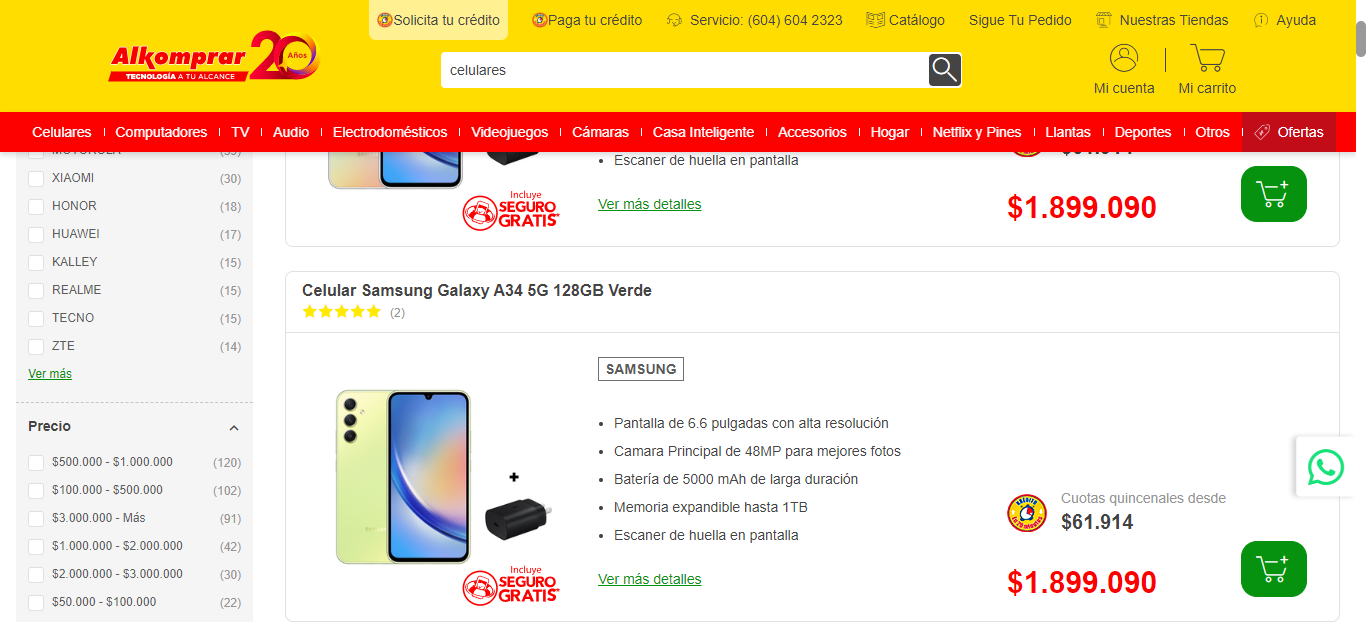 Solicita tu crédito
Paga tu crédito
Servicio: (604) 604 2323
Catálogo
Sigue Tu Pedido
Nuestras Tiendas
Ayuda
Alkomprar 20 Años
TECNOLOGÍA A TU ALCANCE
celulares
Mi cuenta
Mi carrito
Celulares
Computadores
TV
Audio
Electrodomésticos
Videojuegos
Cámaras
Casa Inteligente
Accesorios
Hogar
Netflix y Pines
Llantas
Deportes
Otros
Ofertas
XIAOMI (30)
HONOR (18)
HUAWEI (17)
KALLEY (15)
REALME (15)
TECNO (15)
ZTE (14)
Ver más
Precio
$500.000 - $1.000.000 (120)
$100.000 - $500.000 (102)
$3.000.000 - Más (91)
$1.000.000 - $2.000.000 (42)
$2.000.000 - $3.000.000 (30)
$50.000 - $100.000 (22)
Escaner de huella en pantalla
Incluye
SEGURO
GRATIS*
Ver más detalles
$1.899.090
Celular Samsung Galaxy A34 5G 128GB Verde
(2)
SAMSUNG
Pantalla de 6.6 pulgadas con alta resolución
Camara Principal de 48MP para mejores fotos
Batería de 5000 mAh de larga duración
Memoria expandible hasta 1TB
Escaner de huella en pantalla
+
Incluye
SEGURO
GRATIS*
Ver más detalles
Cuotas quincenales desde
$61.914
$1.899.090